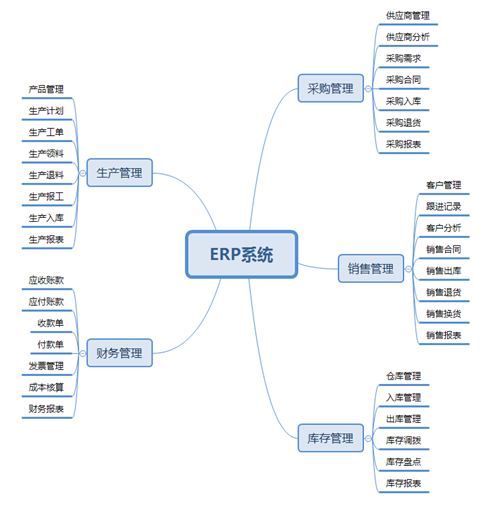 ERP系统
采购管理
供应商管理
供应商分析
采购需求
采购合同
采购入库
采购退货
采购报表
销售管理
客户管理
跟进记录
客户分析
销售合同
销售出库
销售退货
销售换货
销售报表
库存管理
仓库管理
入库管理
出库管理
库存调拨
库存盘点
库存报表
生产管理
产品管理
生产计划
生产工单
生产领料
生产退料
生产报工
生产入库
生产报表
财务管理
应收账款
应付账款
收款单
付款单
发票管理
成本核算
财务报表